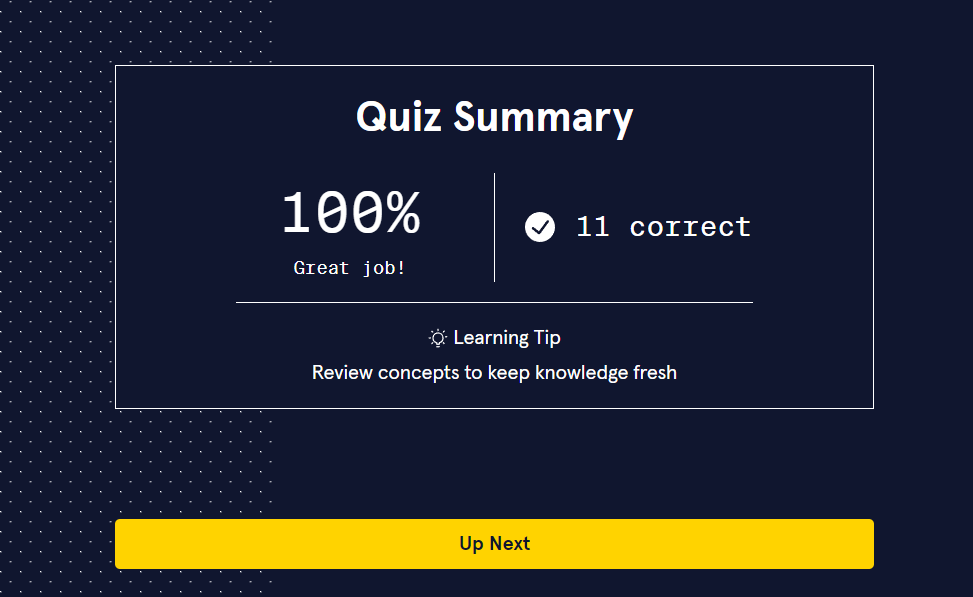 Quiz Summary
100%
Great job!
11 correct
Learning Tip
Review concepts to keep knowledge fresh
Up Next